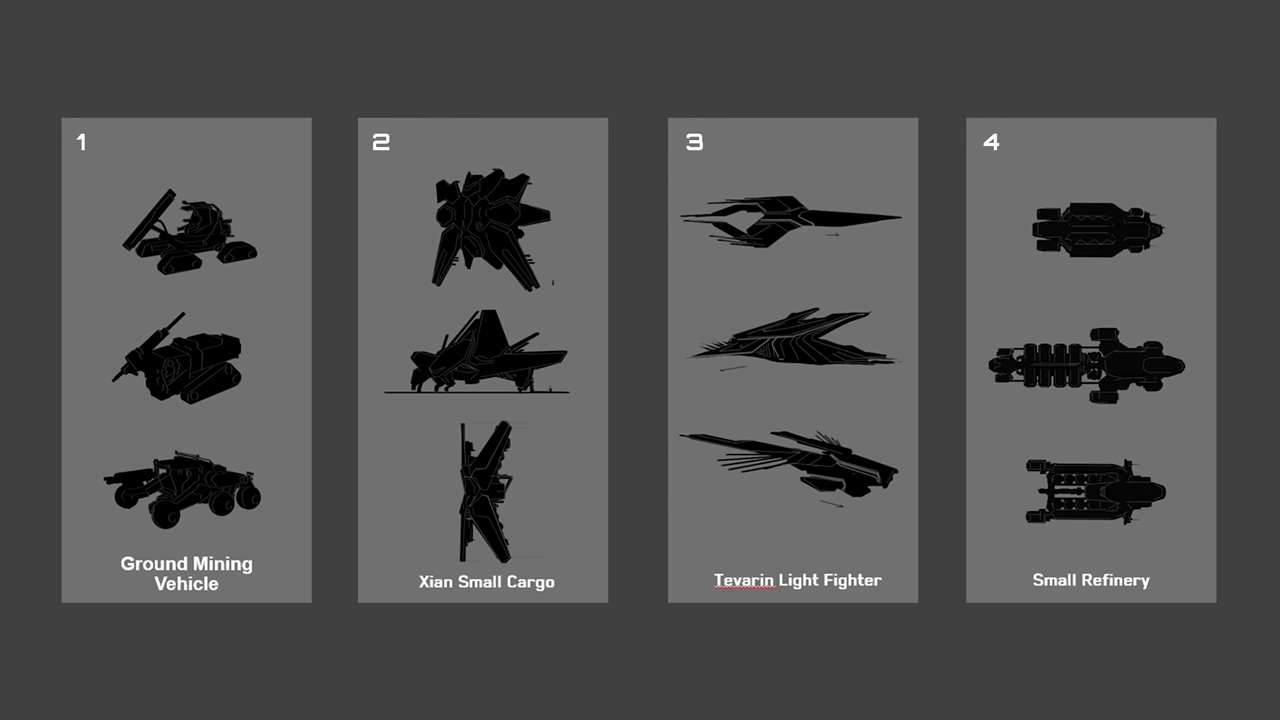 1
Ground Mining
Vehicle
2
Xian Small Cargo
3
Tevarin Light Fighter
4
Small Refinery